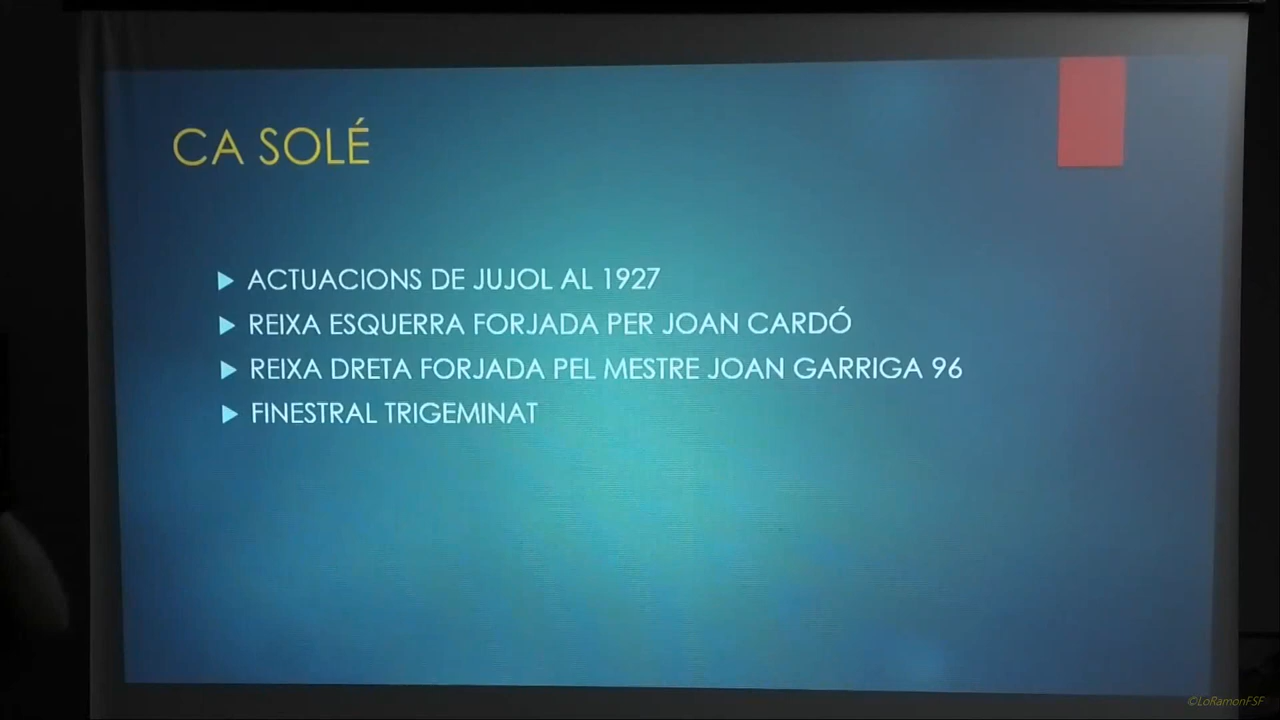 CA SOLÉ
ACTUACIONS DE JUJOL AL 1927
REIXA ESQUERRA FORJADA PER JOAN CARDÓ
REIXA DRETA FORJADA PEL MESTRE JOAN GARRIGA 96
FINESTRAL TRIGEMINAT
©LoRamonFSF